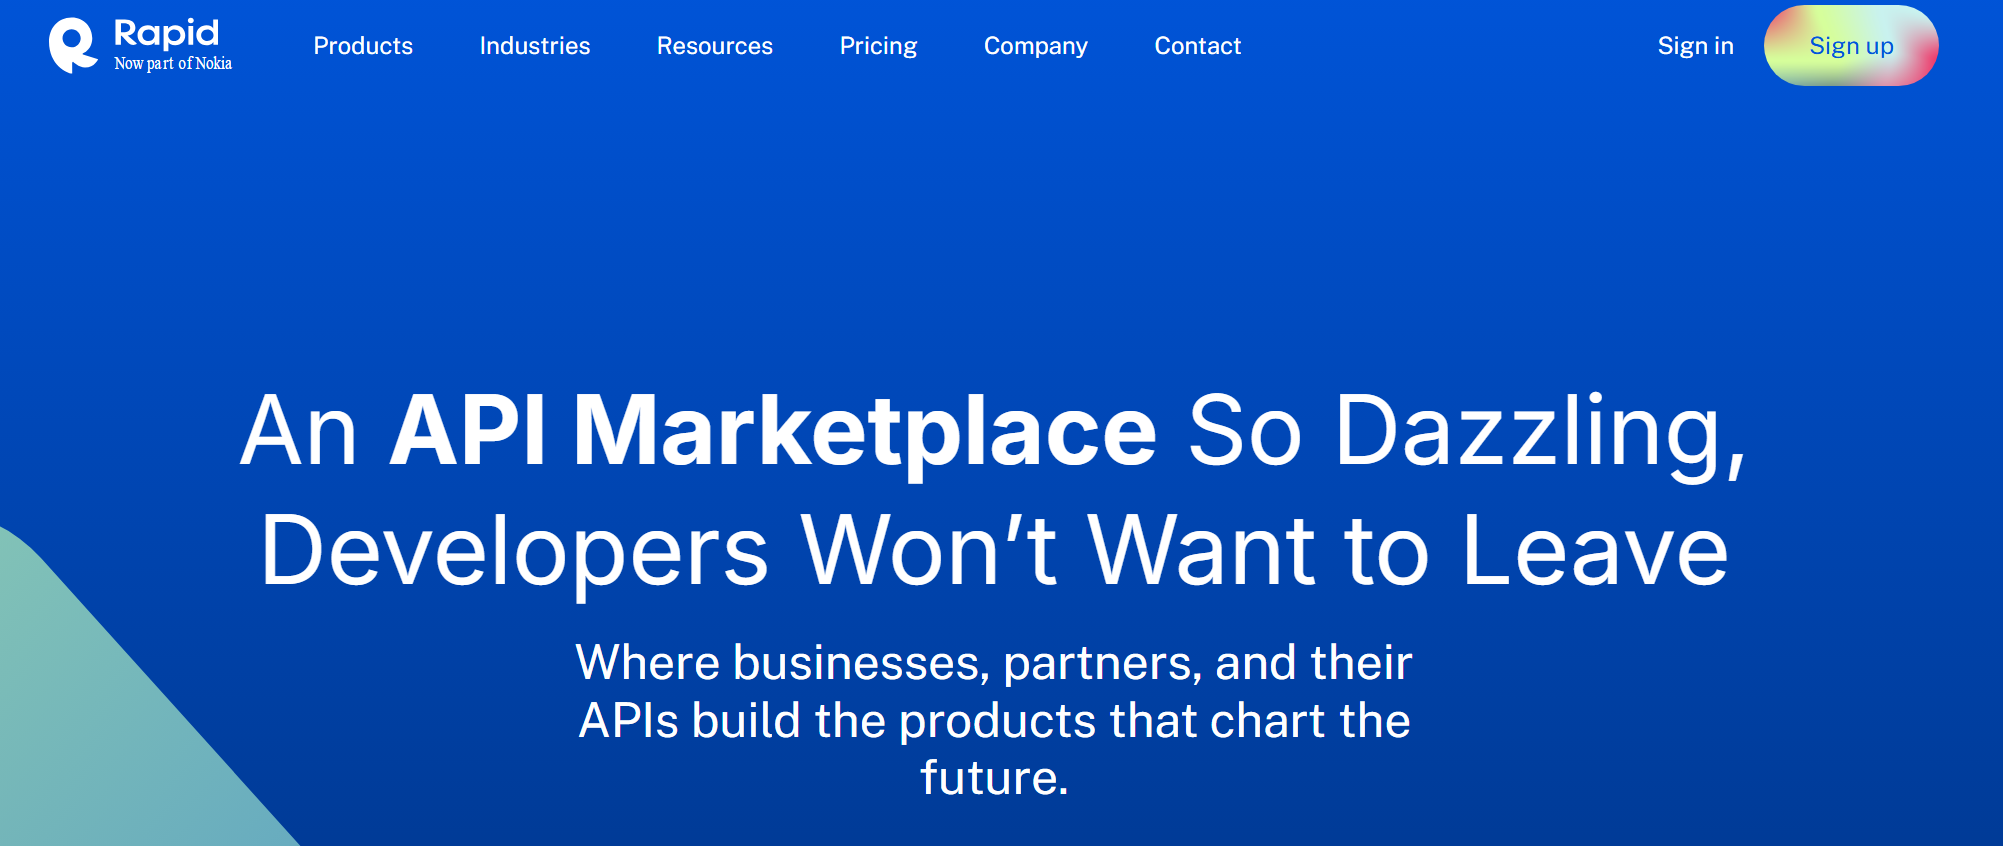 Rapid
Now part of Nokia
Products Industries Resources Pricing Company Contact
Sign in Sign up
An API Marketplace So Dazzling,
Developers Won’t Want to Leave
Where businesses, partners, and their
APIs build the products that chart the
future.